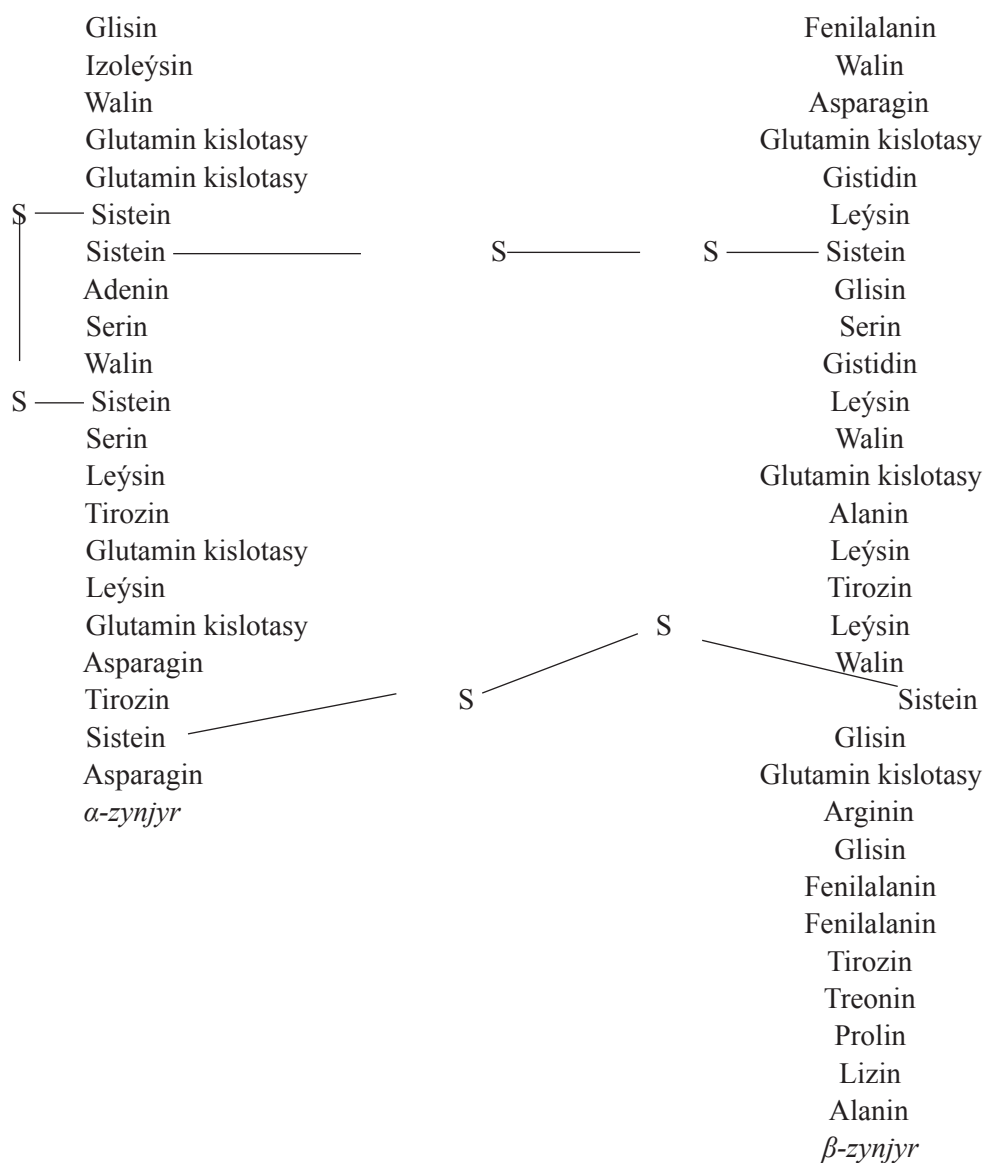 Glisin
Izoleýsin
Walin
Glutamin kislotasy
Glutamin kislotasy
S Sistein
Sistein S S Sistein
Adenin
Serin
Walin
S Sistein
Serin
Leýsin
Tirozin
Glutamin kislotasy
Leýsin
Glutamin kislotasy
Asparagin
Tirozin
Sistein
Asparagin
α-zynjyr
Fenilalanin
Walin
Asparagin
Glutamin kislotasy
Gistidin
Leýsin
Glisin
Serin
Gistidin
Leýsin
Walin
Glutamin kislotasy
Alanin
Leýsin
Tirozin
S Leýsin
Walin
S Sistein
Glisin
Glutamin kislotasy
Arginin
Glisin
Fenilalanin
Fenilalanin
Tirozin
Treonin
Prolin
Lizin
Alanin
β-zynjyr